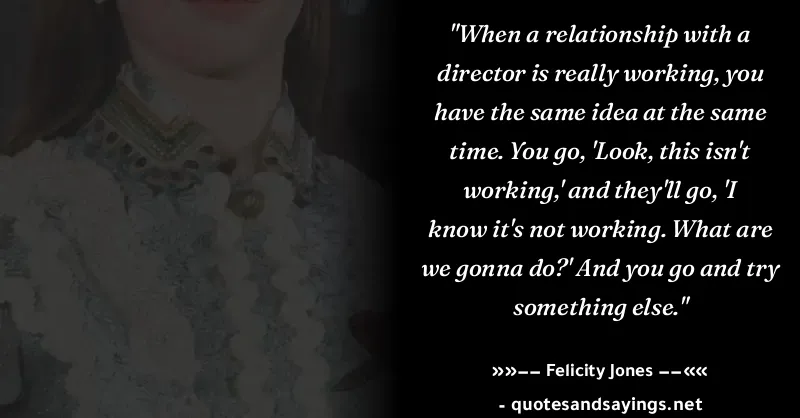 "When a relationship with a
director is really working, you
have the same idea at the same
time. You go, 'Look, this isn't
working,' and they'll go, 'I
know it's not working. What are
we gonna do?' And you go and try
something else."
»»–– Felicity Jones ––««
- quotesandsayings.net